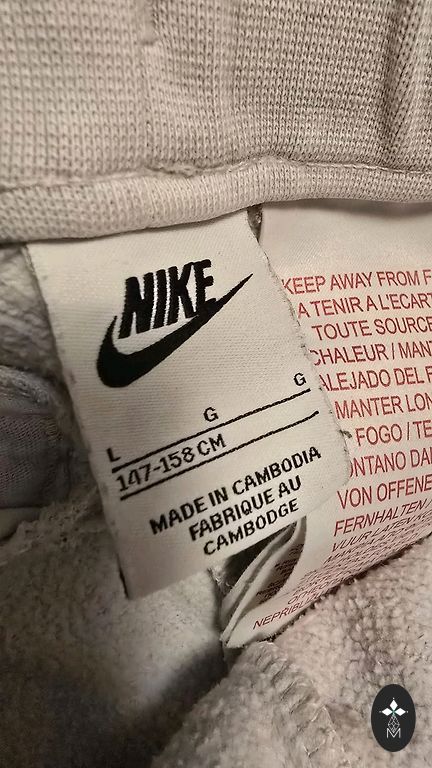 NIKE
L G G
147-158 CM
MADE IN CAMBODIA
FABRIQUE AU
CAMBODGE
KEEP AWAY FROM
A TENIR A L'ECART
TOUTE SOURCE
CHALEUR / MAN
ALEJADO DEL F
MANTER LON
FOGO / TE
ONTANO DA
VON OFFENE
FERNHALTEN
M